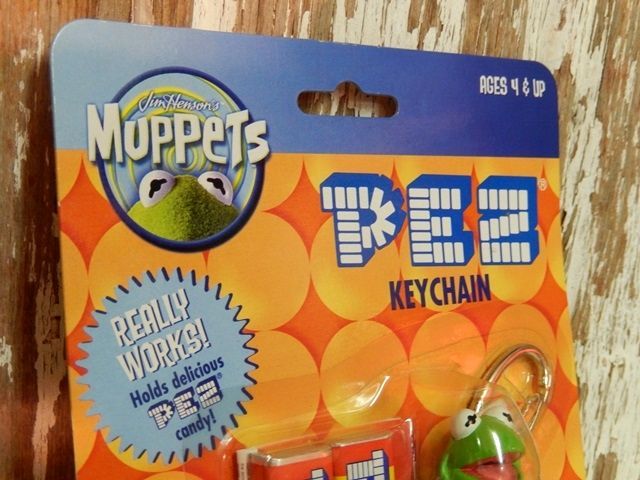 AGES 4 & UP
Jim Henson's
MUPPETS
PEZ®
KEYCHAIN
REALLY
WORKS!
Holds delicious
PEZ®
candy!